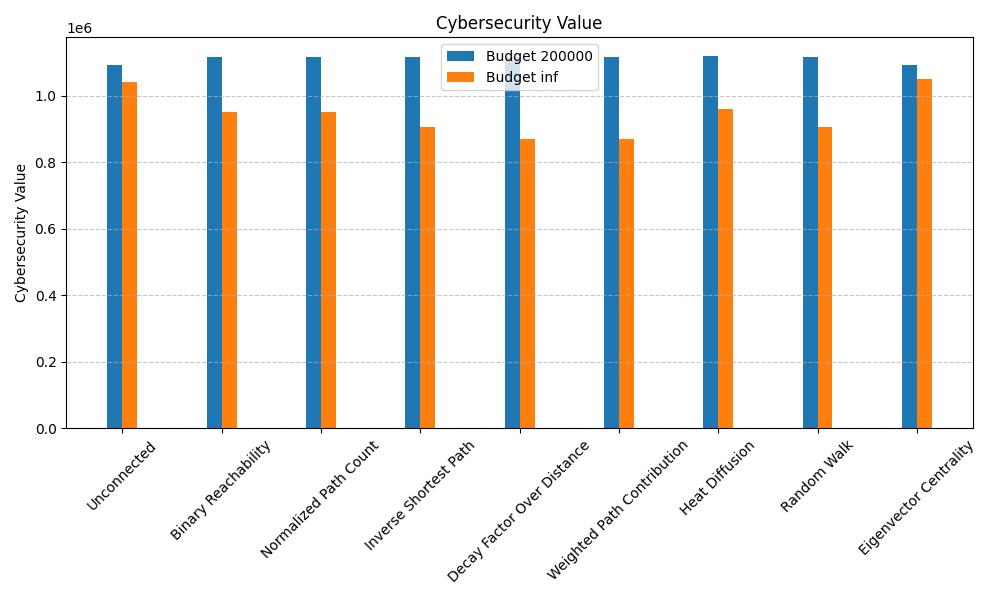 Cybersecurity Value
1e6
Budget 200000
Budget inf
Cybersecurity Value
1.0
0.8
0.6
0.4
0.2
0.0
Unconnected
Binary Reachability
Normalized Path Count
Inverse Shortest Path
Decay Factor Over Distance
Weighted Path Contribution
Heat Diffusion
Random Walk
Eigenvector Centrality